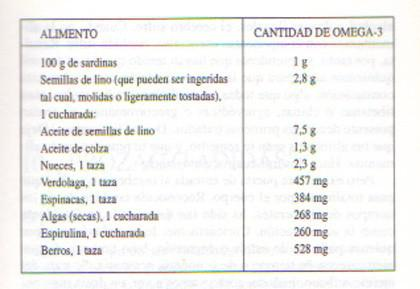 ALIMENTO CANTIDAD DE OMEGA-3
100 g de sardinas 1 g
Semillas de lino (que pueden ser ingeridas 2,8 g
tal cual, molidas o ligeramente tostadas),
1 cucharada:
Aceite de semillas de lino 7,5 g
Aceite de colza 1,3 g
Nueces, 1 taza 2,3 g
Verdolaga, 1 taza 457 mg
Espinacas, 1 taza 384 mg
Algas (secas), 1 cucharada 268 mg
Espirulina, 1 cucharada 260 mg
Berros, 1 taza 528 mg